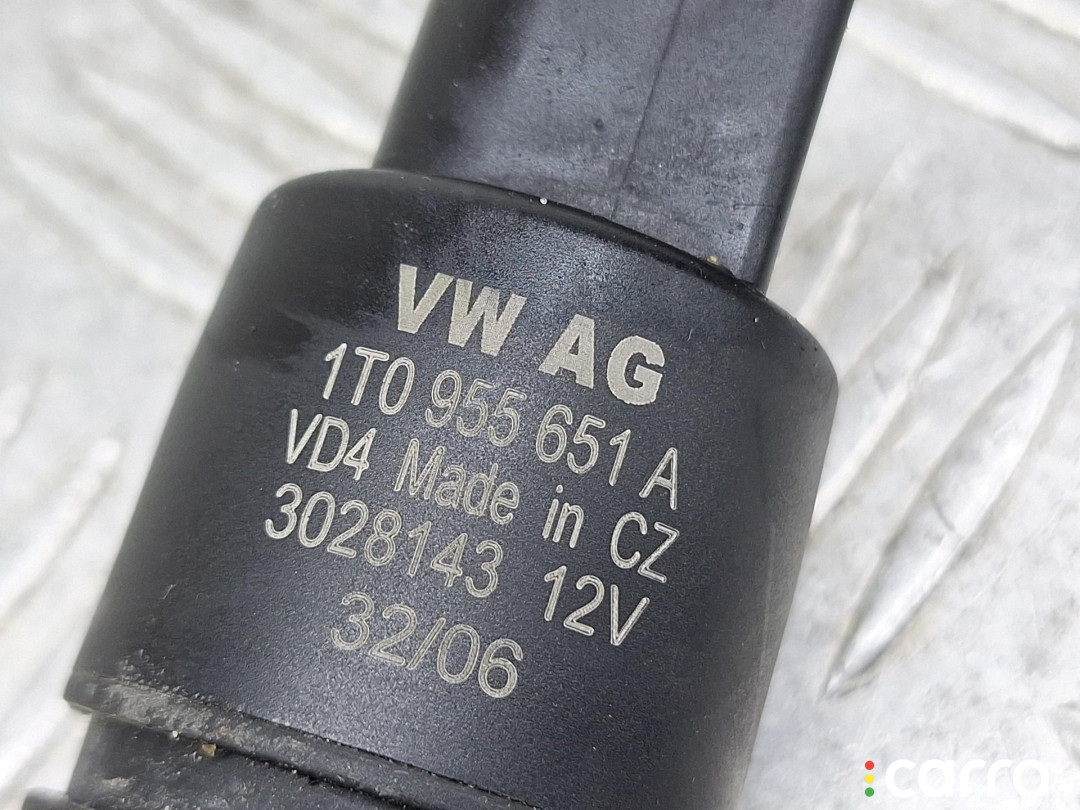 VW AG
1T0 955 651 A
VD4 Made in CZ
3028143 12V
32/06
carro